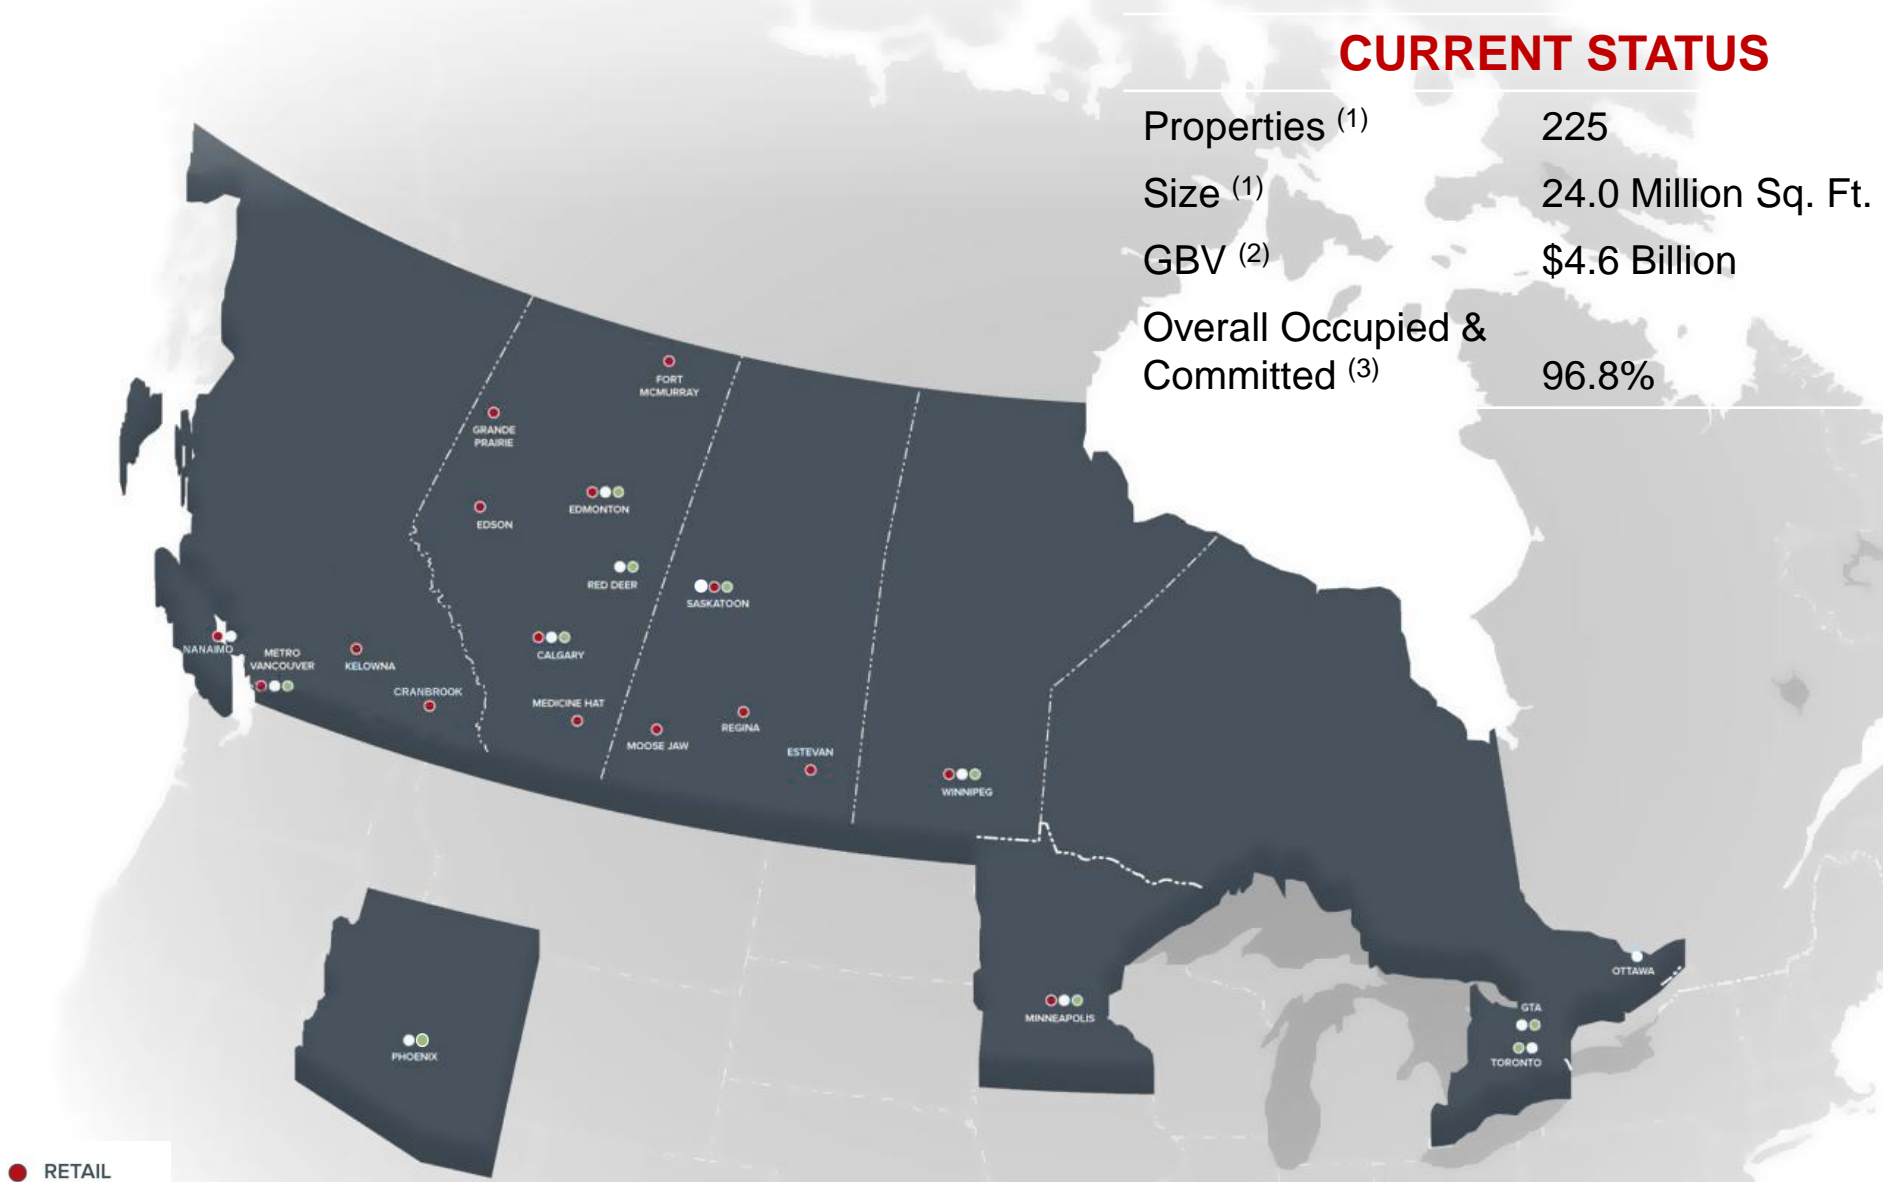 CURRENT STATUS
Properties (1) 225
Size (1) 24.0 Million Sq. Ft.
GBV (2) $4.6 Billion
Overall Occupied &
Committed (3) 96.8%
FORT
MCMURRAY
GRANDE
PRAIRIE
EDMONTON
EDSON
RED DEER
SASKATOON
NANAIMO
METRO
VANCOUVER
KELOWNA
CALGARY
CRANBROOK
MEDICINE HAT
MOOSE JAW
REGINA
ESTEVAN
WINNIPEG
OTTAWA
MINNEAPOLIS
GTA
TORONTO
PHOENIX
RETAIL